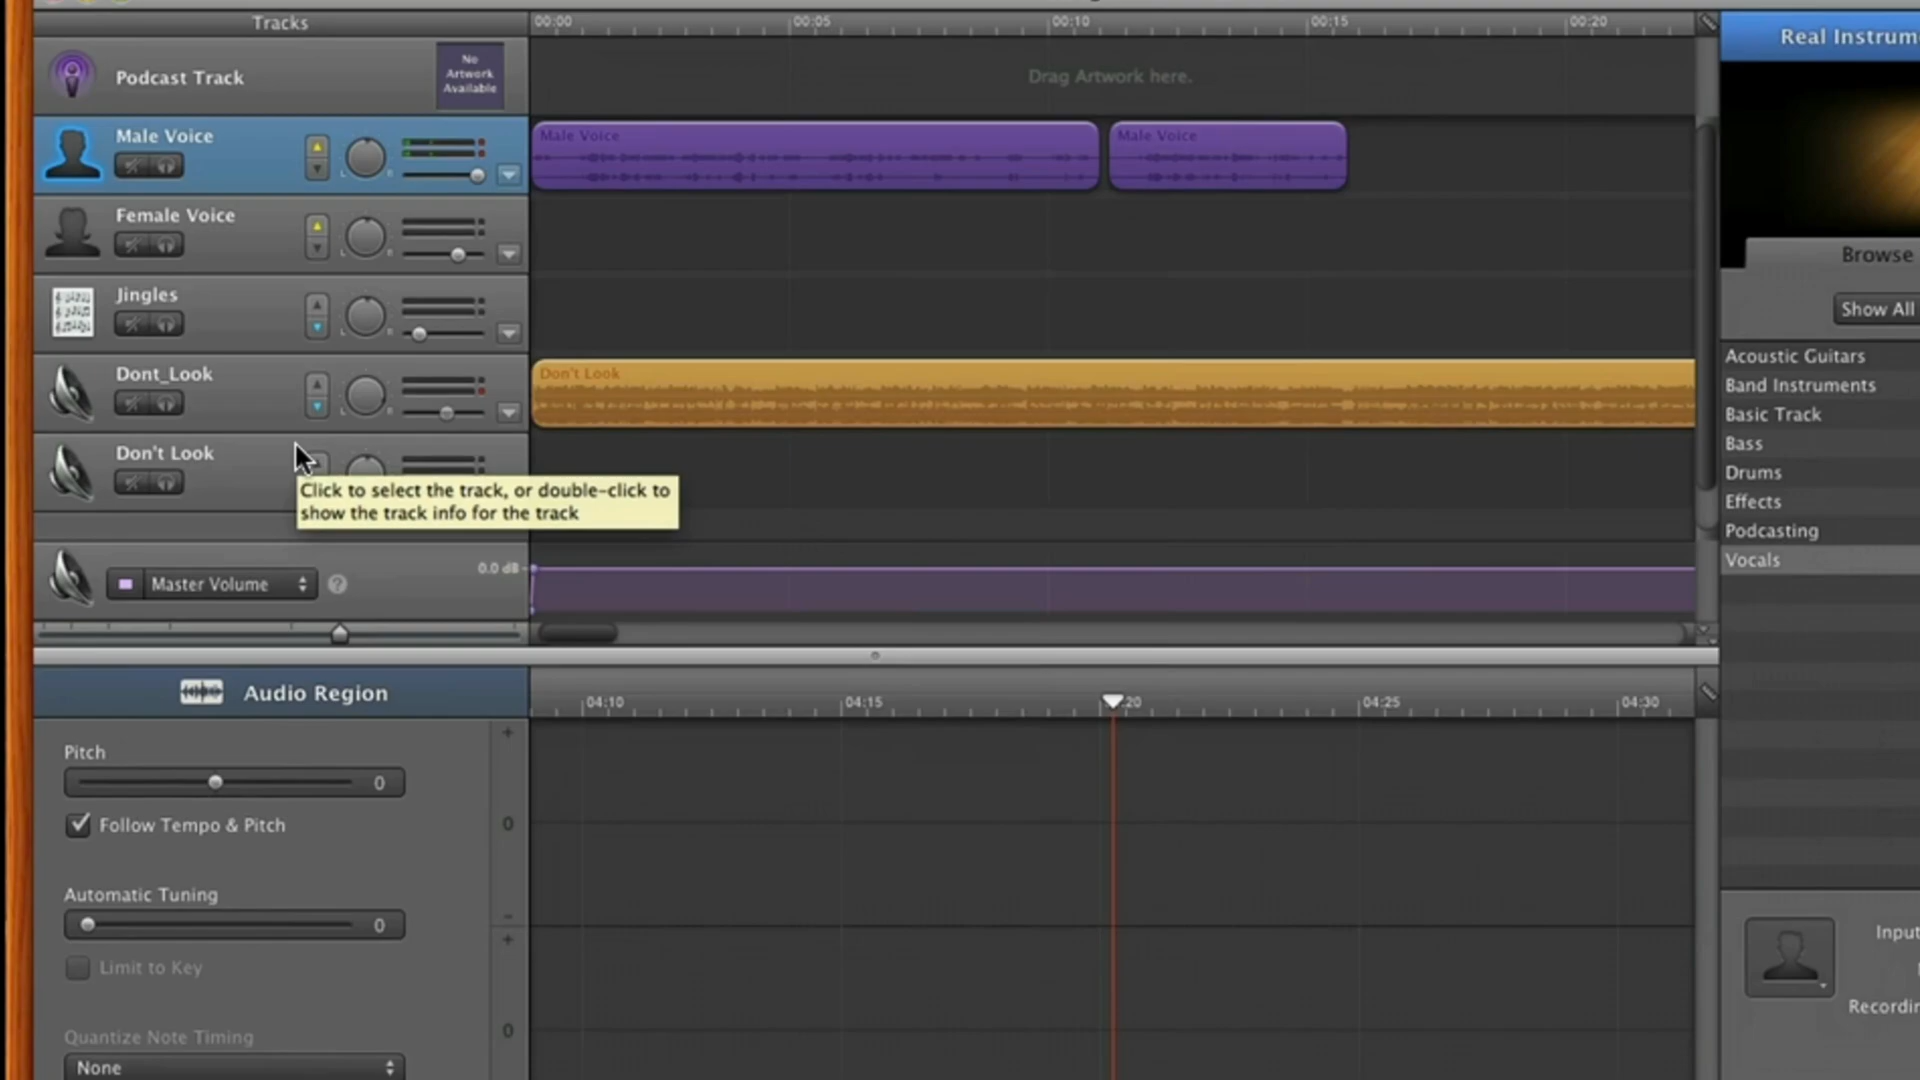 Tracks
00:00
00:05
00:10
00:15
00:20
Real Instrum
Podcast Track
No
Artwork
Available
Drag Artwork here.
Male Voice
Male Voice
Male Voice
L R
Female Voice
L R
Browse
Jingles
L R
Show All
Dont_Look
L R
Don't Look
Acoustic Guitars
Band Instruments
Basic Track
Bass
Drums
Effects
Podcasting
Vocals
Don't Look
Click to select the track, or double-click to
show the track info for the track
Master Volume
?
0.0 dB
Audio Region
04:10
04:15
:20
04:25
04:30
Pitch
0
Follow Tempo & Pitch
Automatic Tuning
0
Limit to Key
Quantize Note Timing
None
+
0
-
+
0
Input
Recordin